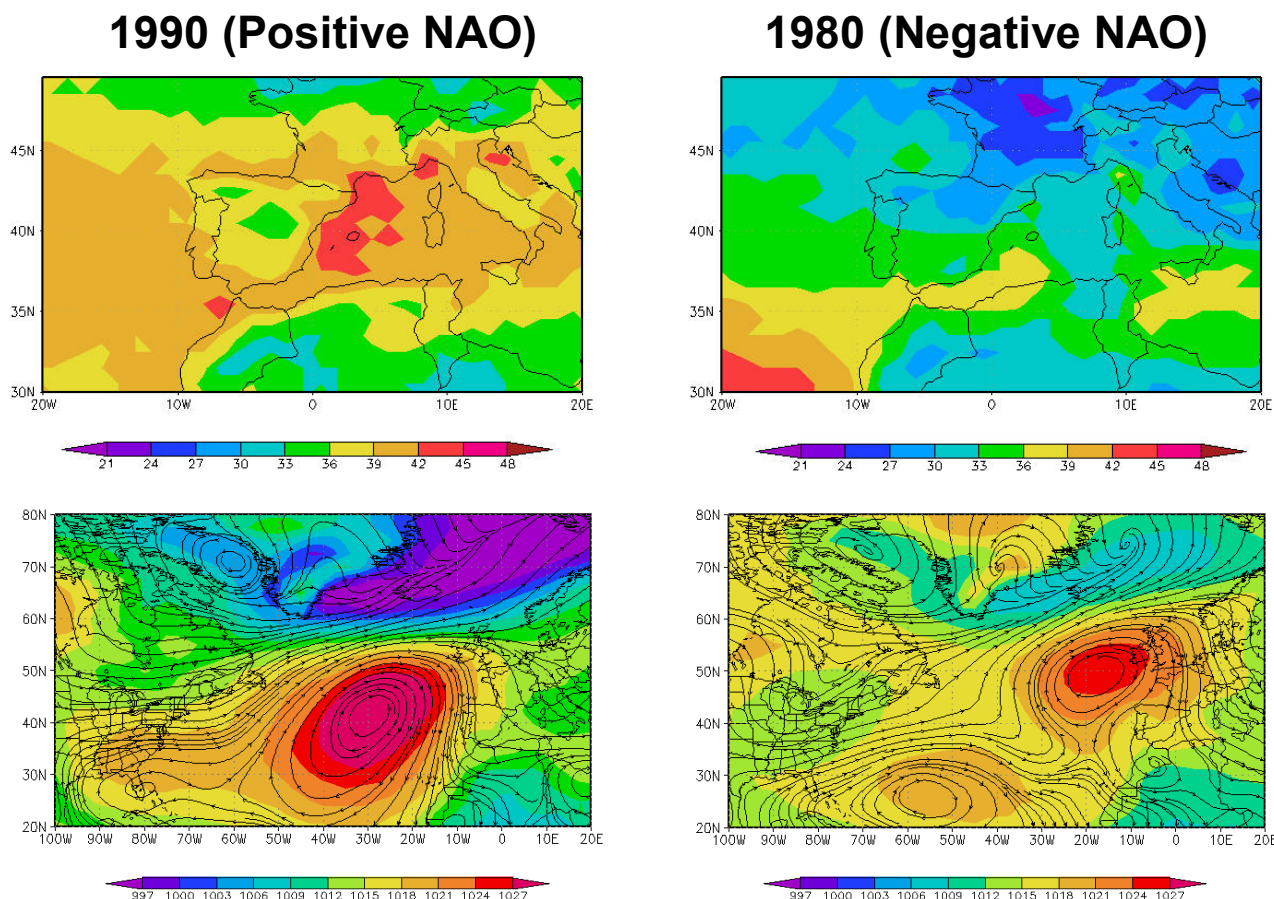 1990 (Positive NAO)
1980 (Negative NAO)
45N
40N
35N
30N
20W 10W 0 10E 20E
21 24 27 30 33 36 39 42 45 48
45N
40N
35N
30N
20W 10W 0 10E 20E
21 24 27 30 33 36 39 42 45 48
80N
70N
60N
50N
40N
30N
20N
100W 90W 80W 70W 60W 50W 40W 30W 20W 10W 0 10E 20E
997 1000 1003 1006 1009 1012 1015 1018 1021 1024 1027
80N
70N
60N
50N
40N
30N
20N
100W 90W 80W 70W 60W 50W 40W 30W 20W 10W 0 10E 20E
997 1000 1003 1006 1009 1012 1015 1018 1021 1024 1027